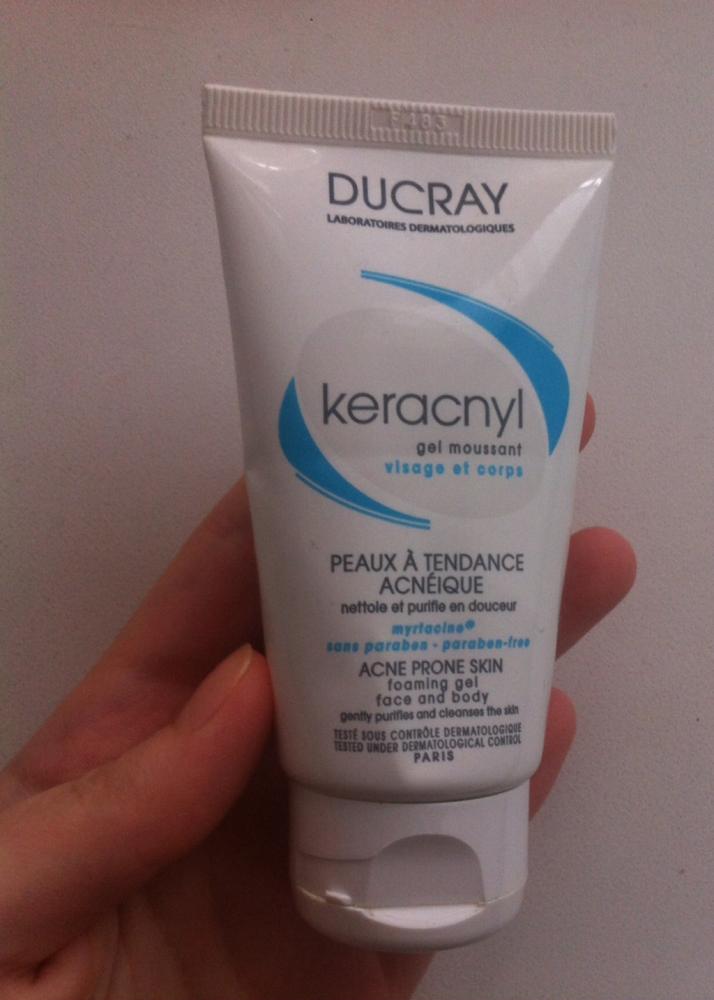 F483
DUCRAY
LABORATOIRES DERMATOLOGIQUES
keracnyl
gel moussant
visage et corps
PEAUX À TENDANCE
ACNÉIQUE
nettoie et purifie en douceur
myrtacine®
sans paraben - paraben-free
ACNE PRONE SKIN
foaming gel
face and body
gently purifies and cleanses the skin
TESTÉ SOUS CONTRÔLE DERMATOLOGIQUE
TESTED UNDER DERMATOLOGICAL CONTROL
PARIS